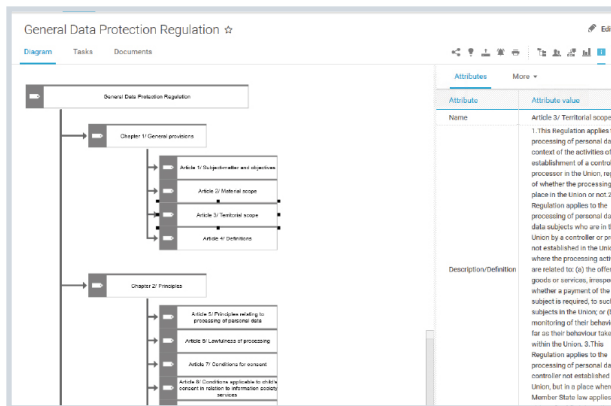 General Data Protection Regulation
Edi
Diagram Tasks Documents
General Data Protection Regulation
Chapter 1/ General provisions
Article 1/ Subject-matter and objectives
Article 2/ Material scope
Article 3/ Territorial scope
Article 4/ Definitions
Chapter 2/ Principles
Article 5/ Principles relating to
processing of personal data
Article 6/ Lawfulness of processing
Article 7/ Conditions for consent
Article 8/ Conditions applicable to child's
consent in relation to information society
services
Attributes More
Attribute Attribute value
Name Article 3/ Territorial scope
Description/Definition
1.This Regulation applies t
processing of personal da
context of the activities of
establishment of a control
processor in the Union, re
of whether the processing
place in the Union or not.2
Regulation applies to the
processing of personal da
data subjects who are in t
Union by a controller or pr
not established in the Unio
where the processing acti
are related to: (a) the offer
goods or services, irrespe
whether a payment of the
subject is required, to suc
subjects in the Union; or (
monitoring of their behavio
far as their behaviour take
within the Union. 3.This
Regulation applies to the
processing of personal da
controller not established
Union, but in a place wher
Member State law applies